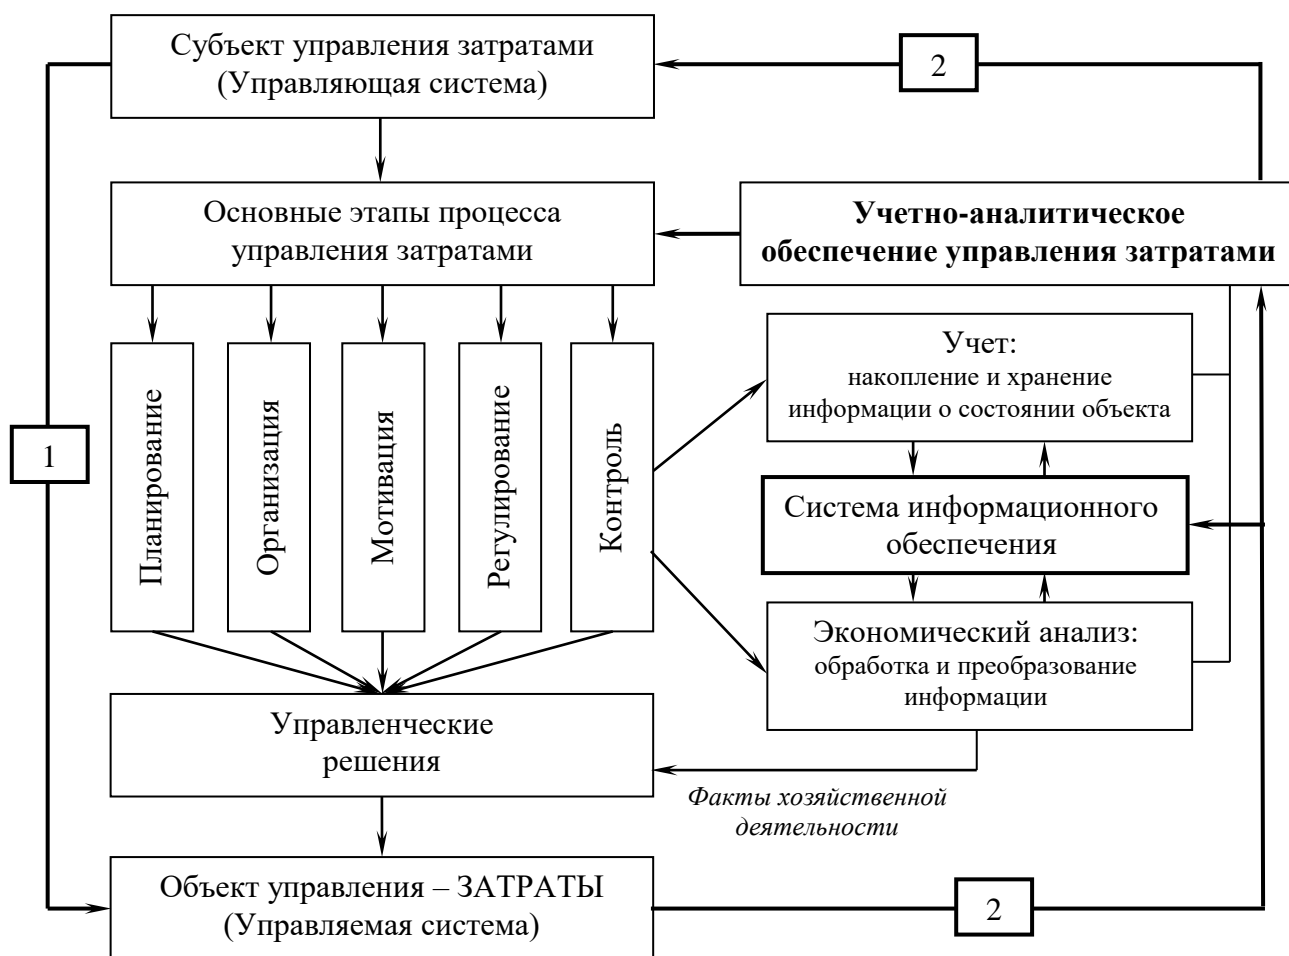 Субъект управления затратами
(Управляющая система)
2
Основные этапы процесса
управления затратами
Учетно-аналитическое
обеспечение управления затратами
1
Планирование
Организация
Мотивация
Регулирование
Контроль
Учет:
накопление и хранение
информации о состоянии объекта
Система информационного
обеспечения
Экономический анализ:
обработка и преобразование
информации
Управленческие
решения
Факты хозяйственной
деятельности
Объект управления – ЗАТРАТЫ
(Управляемая система)
2